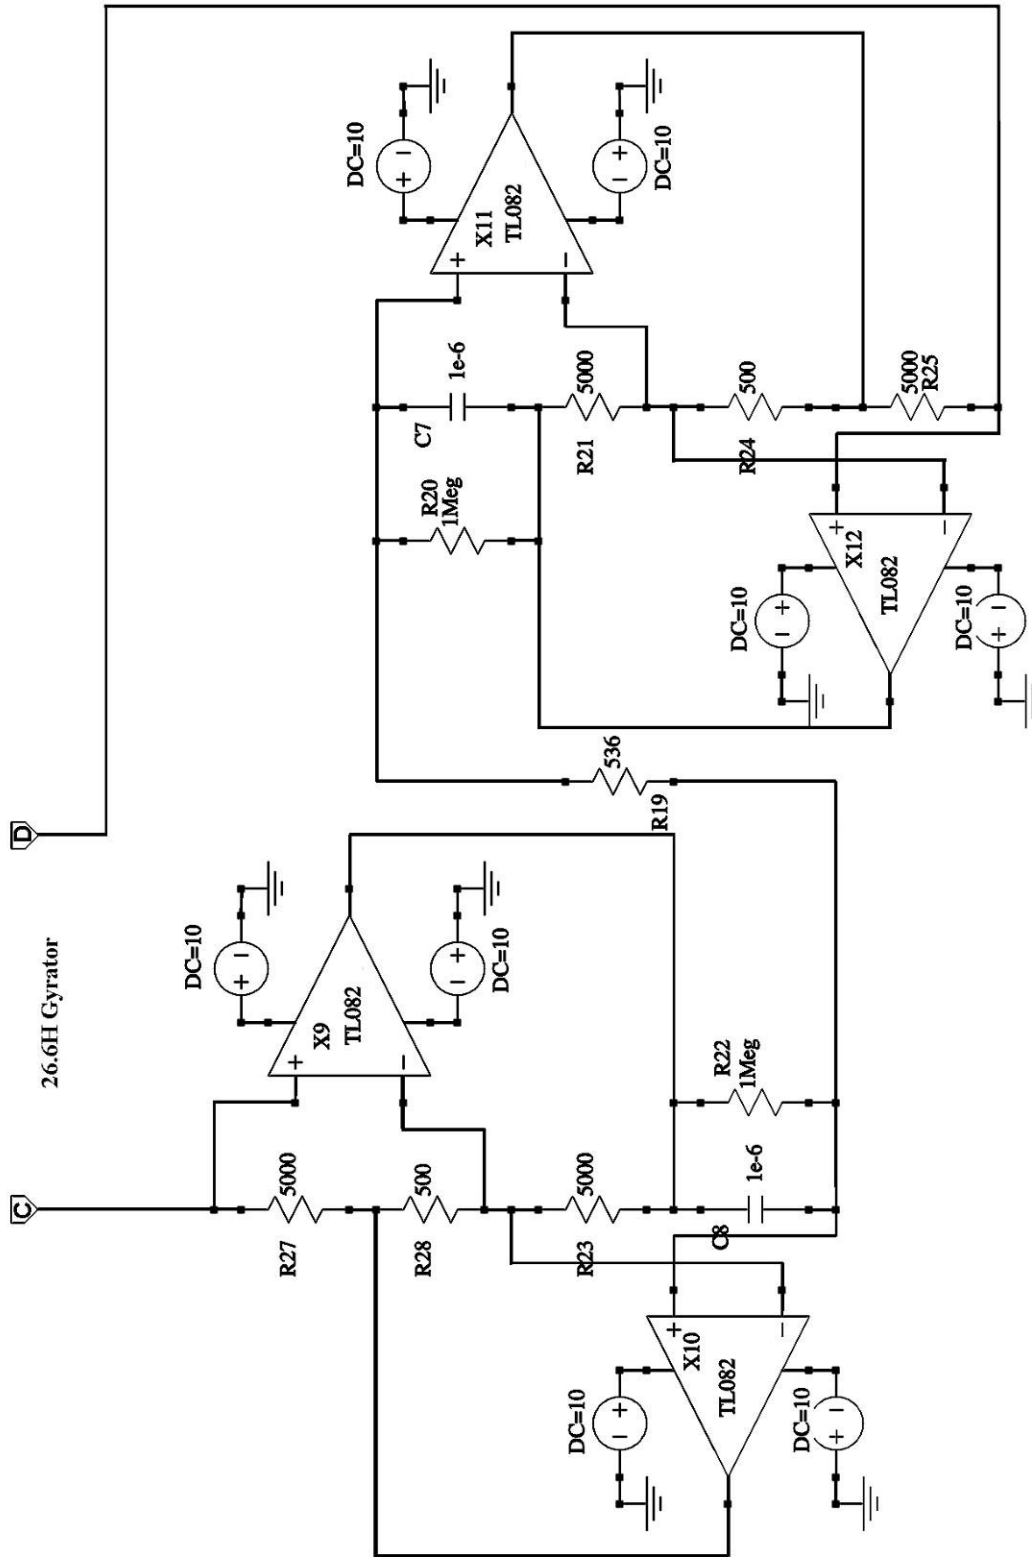 D
C
26.6H Gyrator
DC=10
X11
TL082
+
−
DC=10
1e-6
C7
R20
1Meg
5000
R21
500
R24
5000
R25
+
−
X12
TL082
DC=10
DC=10
536
R19
DC=10
X9
TL082
+
−
DC=10
R22
1Meg
1e-6
C8
5000
R27
500
R28
5000
R23
+
−
X10
TL082
DC=10
DC=10